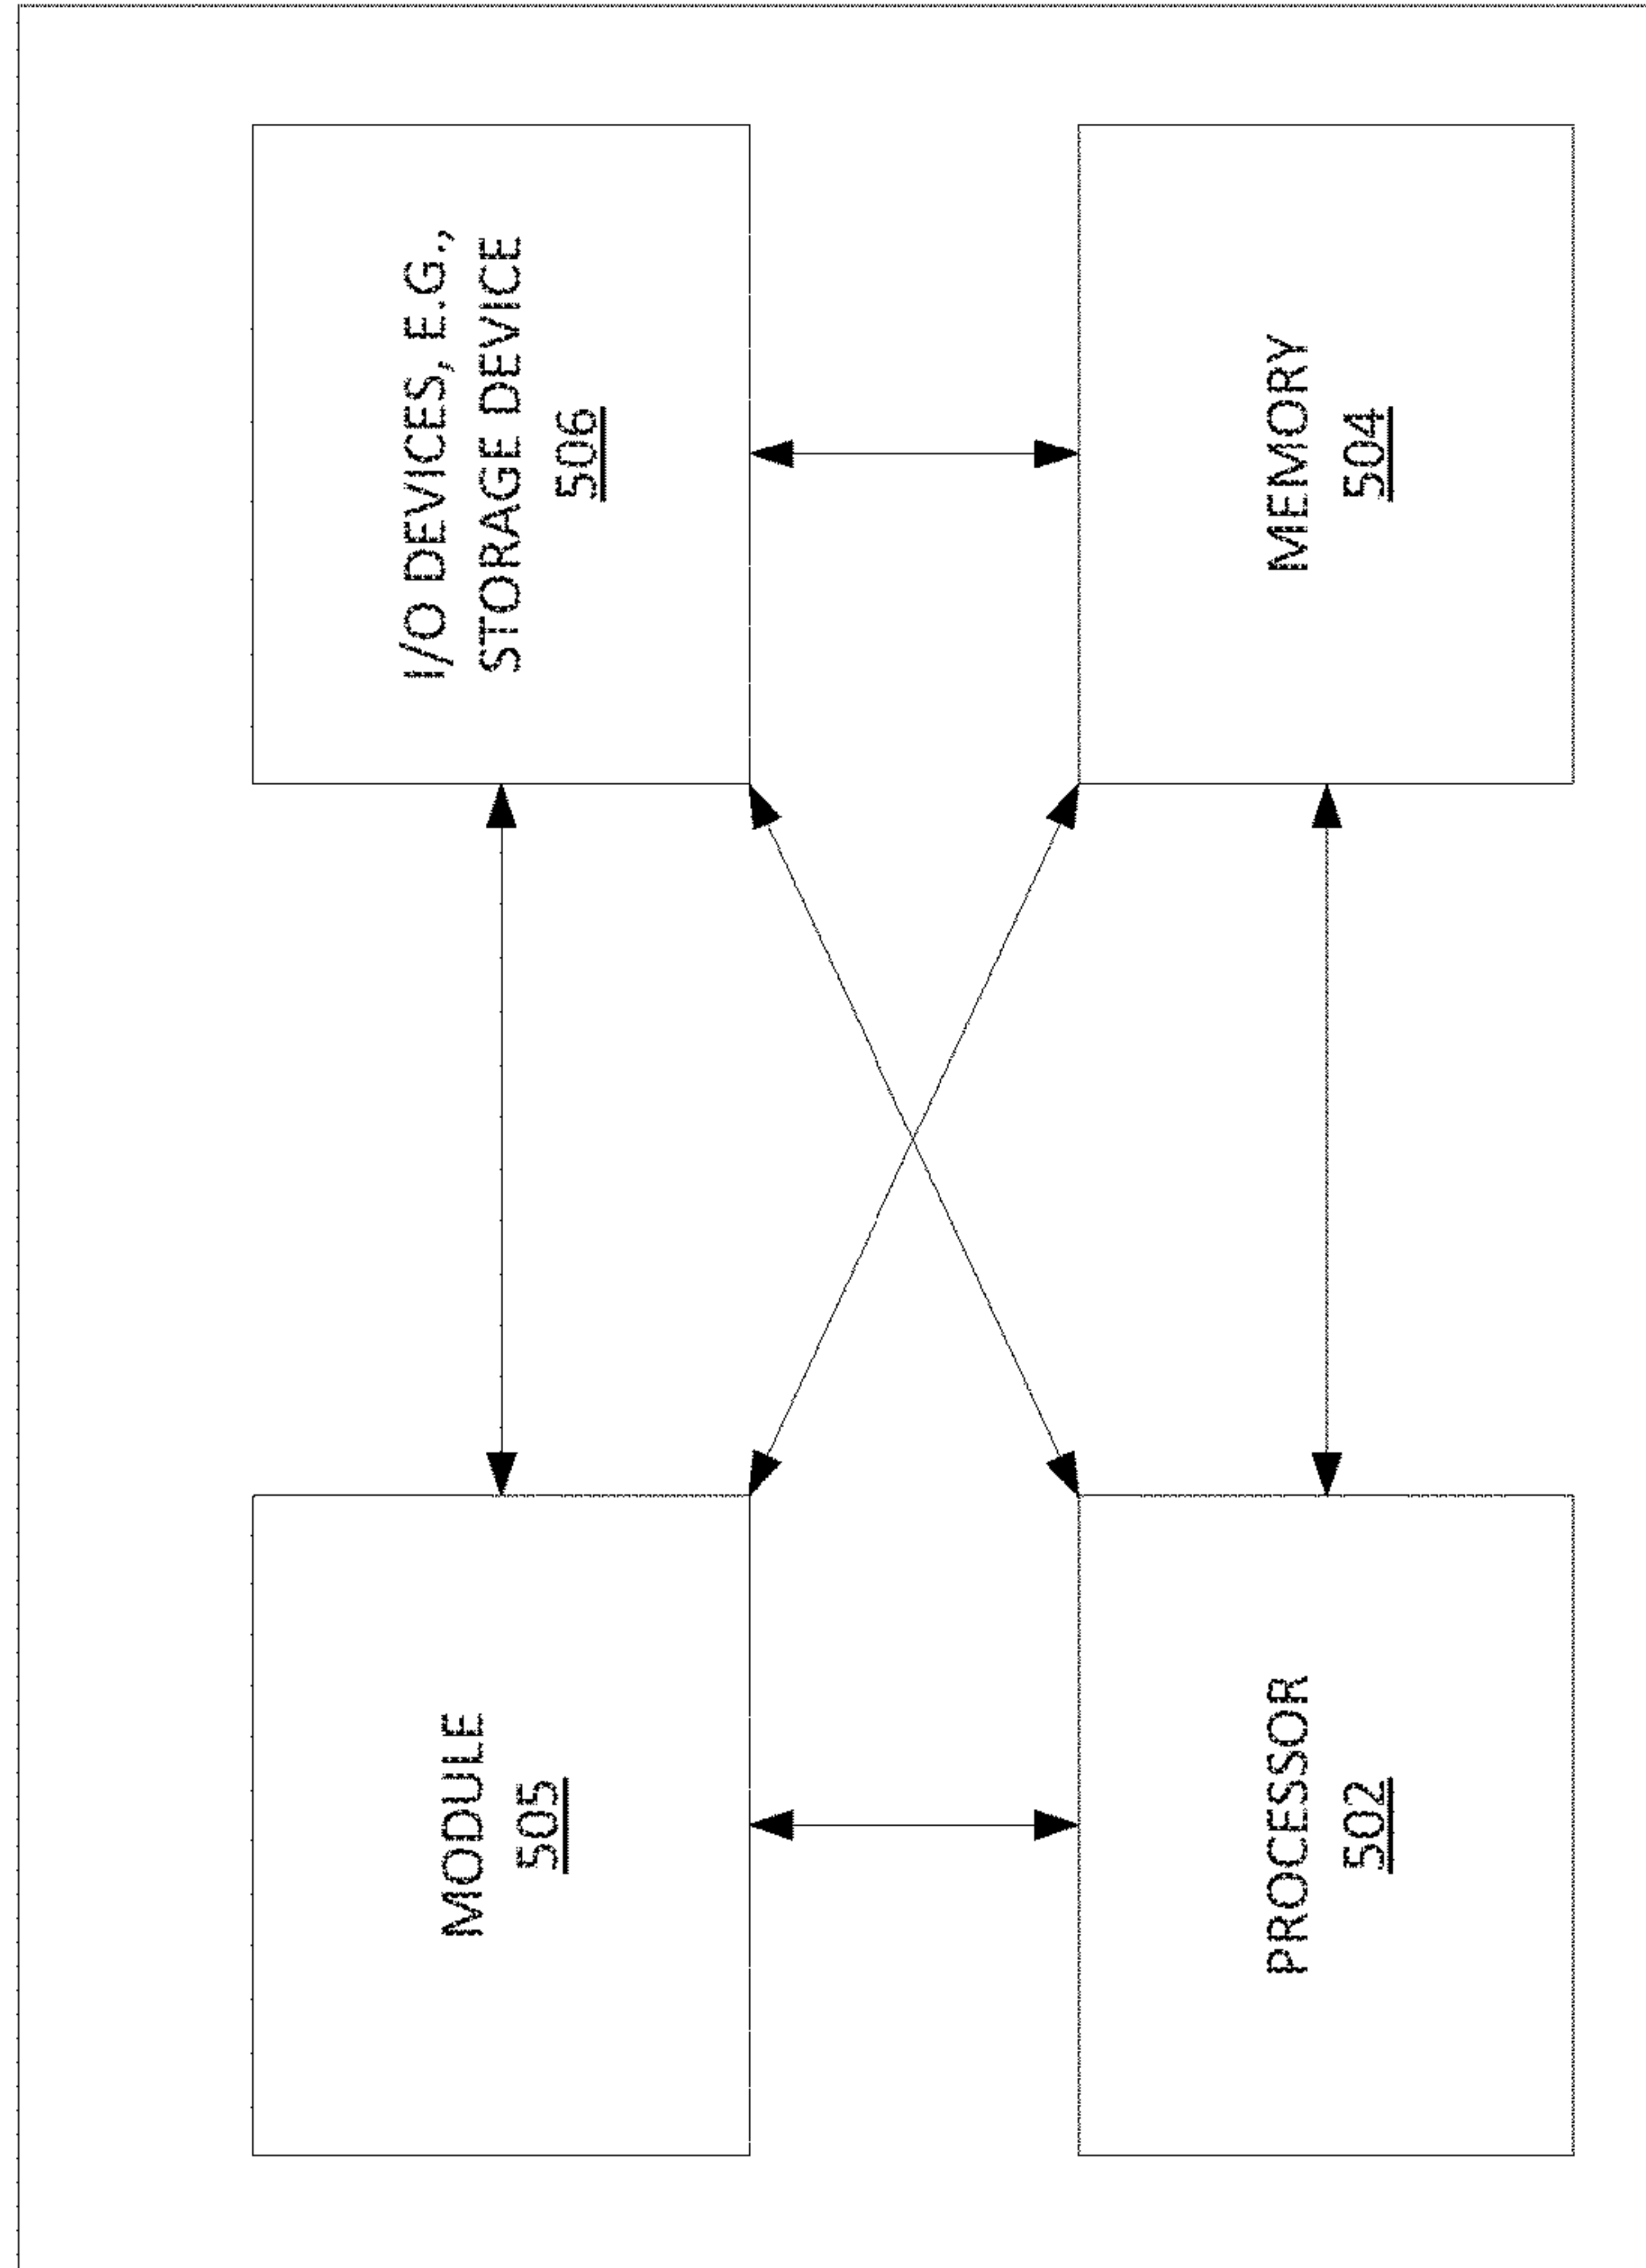 MODULE
505
I/O DEVICES, E.G.,
STORAGE DEVICE
506
PROCESSOR
502
MEMORY
504